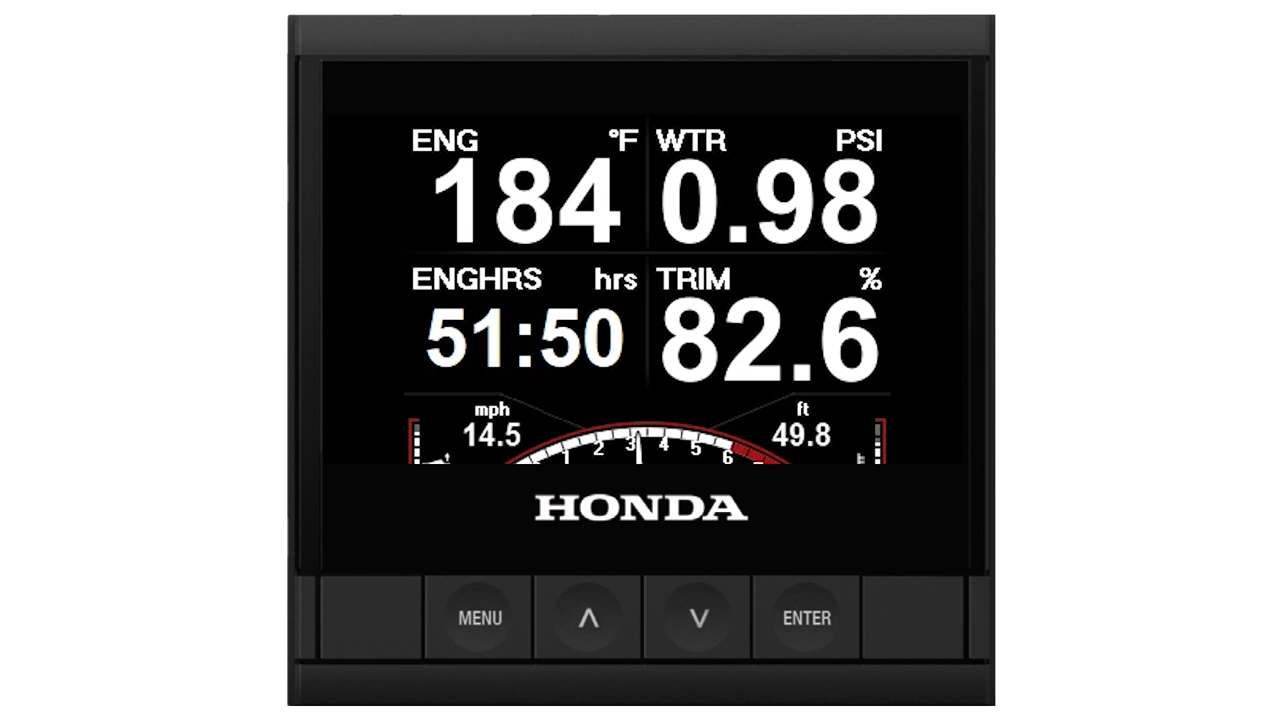 ENG °F WTR PSI
184 0.98
ENGHRS hrs TRIM %
51:50 82.6
mph ft
14.5 49.8
1 2 3 4 5 6
HONDA
MENU ∧ ∨ ENTER